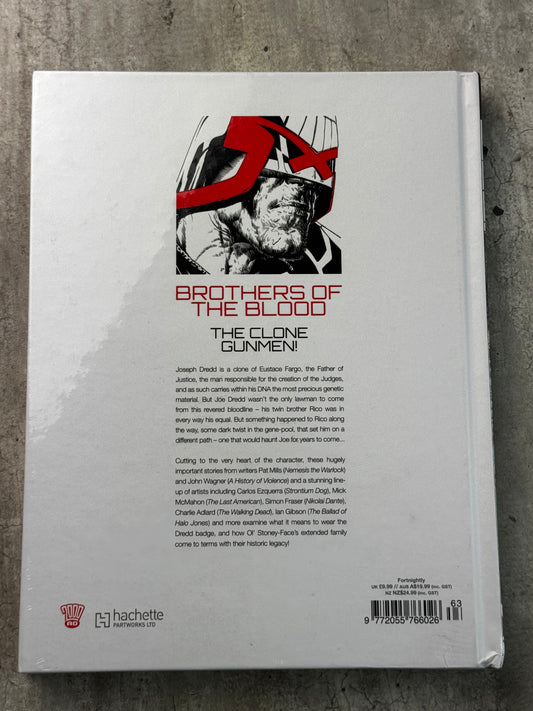 BROTHERS OF
THE BLOOD
THE CLONE
GUNMEN!
Joseph Dredd is a clone of Eustace Fargo, the Father of
Justice, the man responsible for the creation of the Judges,
and as such carries within his DNA the most precious genetic
material. But Joe Dredd wasn't the only lawman to come
from this revered bloodline – his twin brother Rico was in
every way his equal. But something happened to Rico along
the way, some dark twist in the gene-pool, that set him on a
different path – one that would haunt Joe for years to come...
Cutting to the very heart of the character, these hugely
important stories from writers Pat Mills (Nemesis the Warlock)
and John Wagner (A History of Violence) and a stunning line-
up of artists including Carlos Ezquerra (Strontium Dog), Mick
McMahon (The Last American), Simon Fraser (Nikolai Dante),
Charlie Adlard (The Walking Dead), Ian Gibson (The Ballad of
Halo Jones) and more examine what it means to wear the
Dredd badge, and how Ol' Stoney-Face's extended family
come to terms with their historic legacy!
Fortnightly
UK £9.99 // AUS A$19.99 (inc. GST)
NZ NZ$24.99 (inc. GST)
63
9 772055 766026
2000
AD
hachette
PARTWORKS LTD